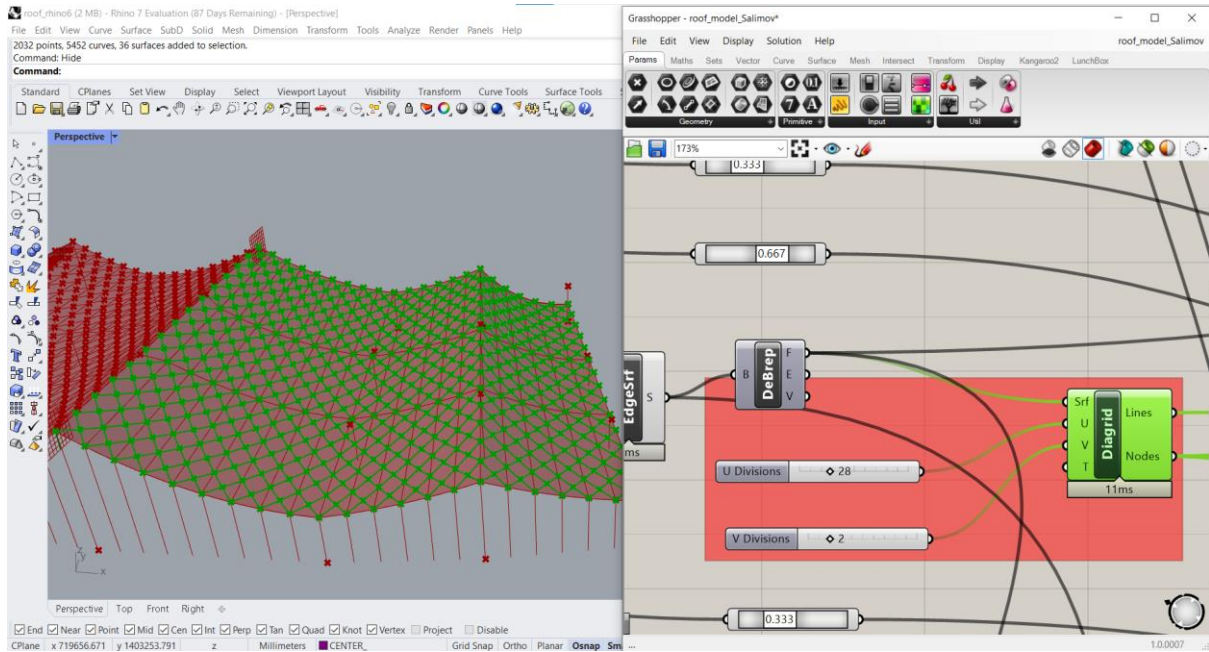 roof_rhino6 (2 MB) - Rhino 7 Evaluation (87 Days Remaining) - [Perspective]
File Edit View Curve Surface SubD Solid Mesh Dimension Transform Tools Analyze Render Panels Help
2032 points, 5452 curves, 36 surfaces added to selection.
Command: Hide
Command:
Standard CPlanes Set View Display Select Viewport Layout Visibility Transform Curve Tools Surface Tools
Perspective
z
y
x
Perspective Top Front Right
End Near Point Mid Cen Int Perp Tan Quad Knot Vertex Project Disable
CPlane x 719656.671 y 1403253.791 z Millimeters CENTER_ Grid Snap Ortho Planar Osnap
Grasshopper - roof_model_Salimov*
File Edit View Display Solution Help roof_model_Salimov
Params Maths Sets Vector Curve Surface Mesh Intersect Transform Display Kangaroo2 LunchBox
Geometry Primitive Input Util
173%
0.333
0.667
EdgeSrf S
ms
B DeBrep F E V
Srf U V T Diagrid Lines Nodes
11ms
U Divisions 28
V Divisions 2
0.333
... 1.0.0007